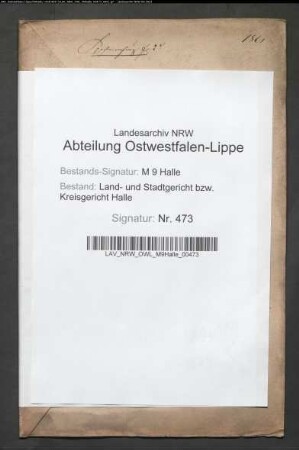 1861
Landesarchiv NRW
Abteilung Ostwestfalen-Lippe
Bestands-Signatur: M 9 Halle
Bestand: Land- und Stadtgericht bzw.
Kreisgericht Halle
Signatur: Nr. 473
LAV_NRW_OWL_M9Halle_00473